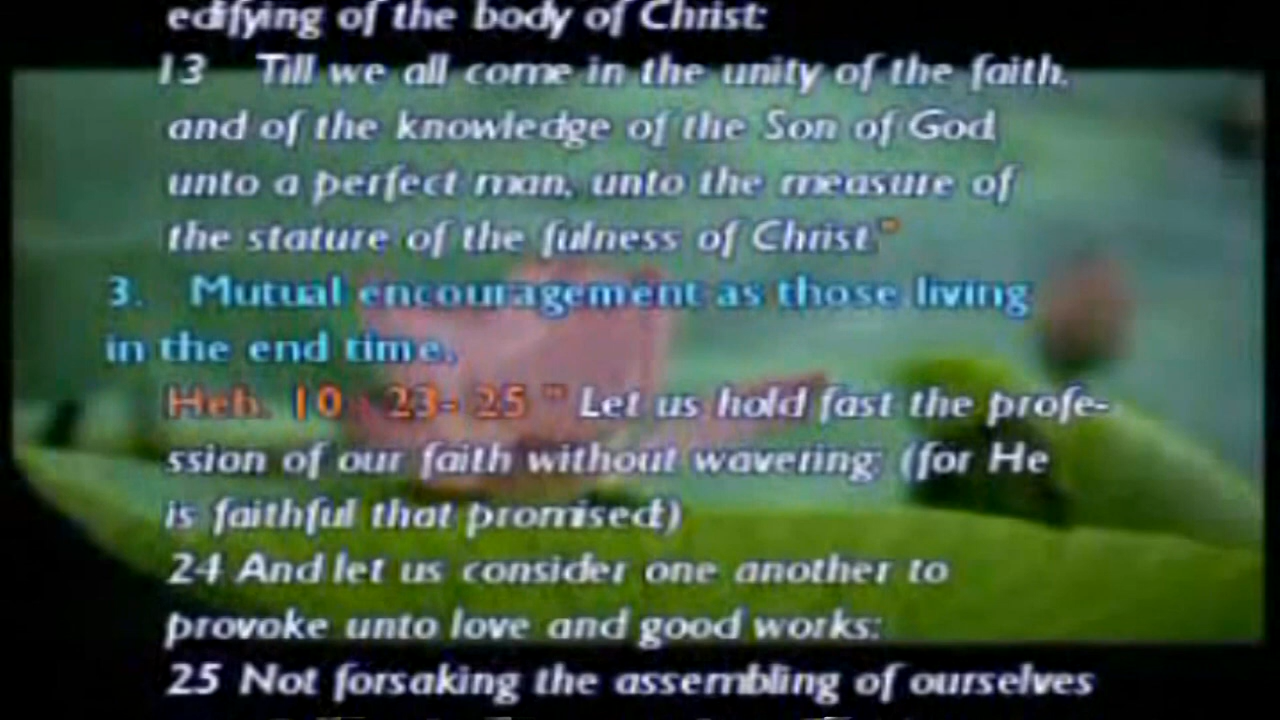 edifying of the body of Christ:
13 Till we all come in the unity of the faith,
and of the knowledge of the Son of God,
unto a perfect man, unto the measure of
the stature of the fulness of Christ."
3. Mutual encouragement as those living
in the end time.
Heb. 10 : 23- 25 " Let us hold fast the profe-
ssion of our faith without wavering; (for He
is faithful that promised;)
24 And let us consider one another to
provoke unto love and good works:
25 Not forsaking the assembling of ourselves